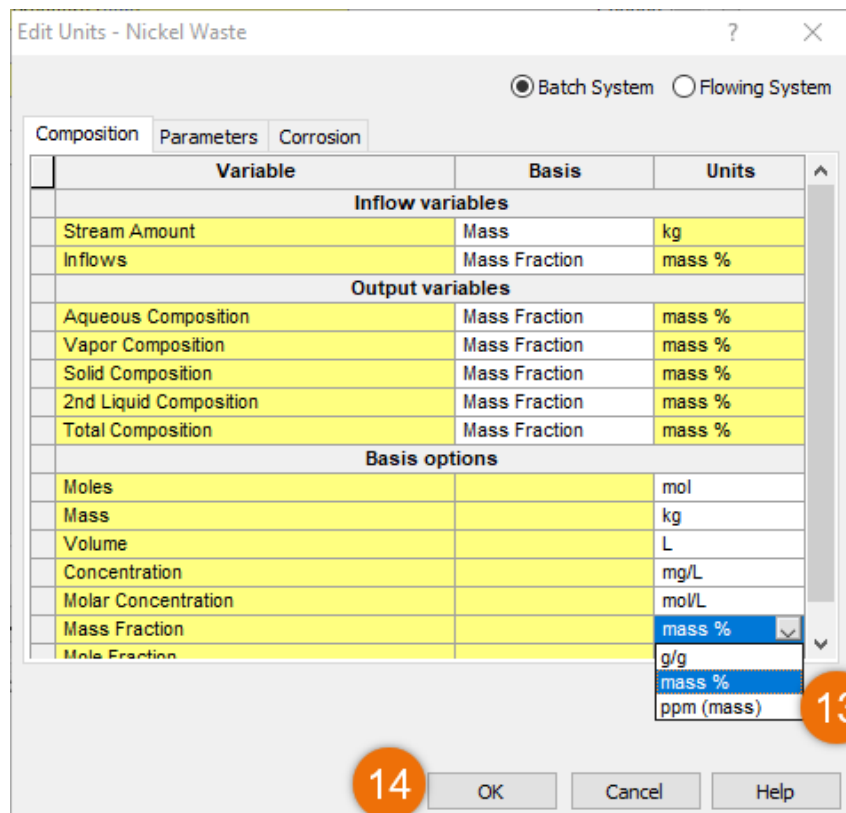 Edit Units - Nickel Waste ?
Batch System Flowing System
Composition Parameters Corrosion
Variable Basis Units
Inflow variables
Stream Amount Mass kg
Inflows Mass Fraction mass %
Output variables
Aqueous Composition Mass Fraction mass %
Vapor Composition Mass Fraction mass %
Solid Composition Mass Fraction mass %
2nd Liquid Composition Mass Fraction mass %
Total Composition Mass Fraction mass %
Basis options
Moles mol
Mass kg
Volume L
Concentration mg/L
Molar Concentration mol/L
Mass Fraction mass %
Mole Fraction
g/g
mass %
ppm (mass) 13
14 OK Cancel Help